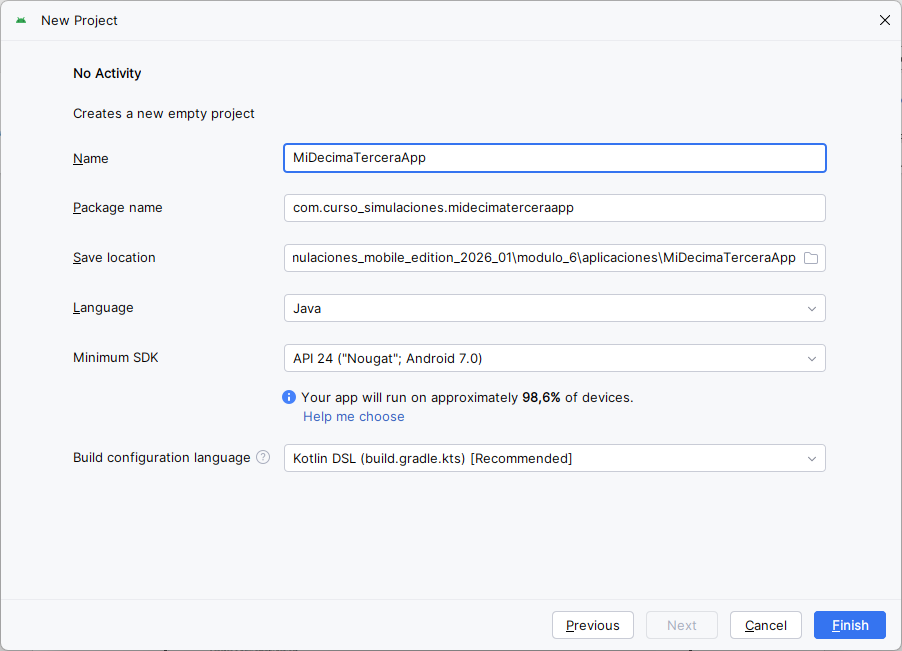 New Project
No Activity
Creates a new empty project
Name MiDecimaTerceraApp
Package name com.curso_simulaciones.midecimaterceraapp
Save location nulaciones_mobile_edition_2026_01\modulo_6\aplicaciones\MiDecimaTerceraApp
Language Java
Minimum SDK API 24 ("Nougat"; Android 7.0)
Your app will run on approximately 98,6% of devices.
Help me choose
Build configuration language ? Kotlin DSL (build.gradle.kts) [Recommended]
Previous Next Cancel Finish